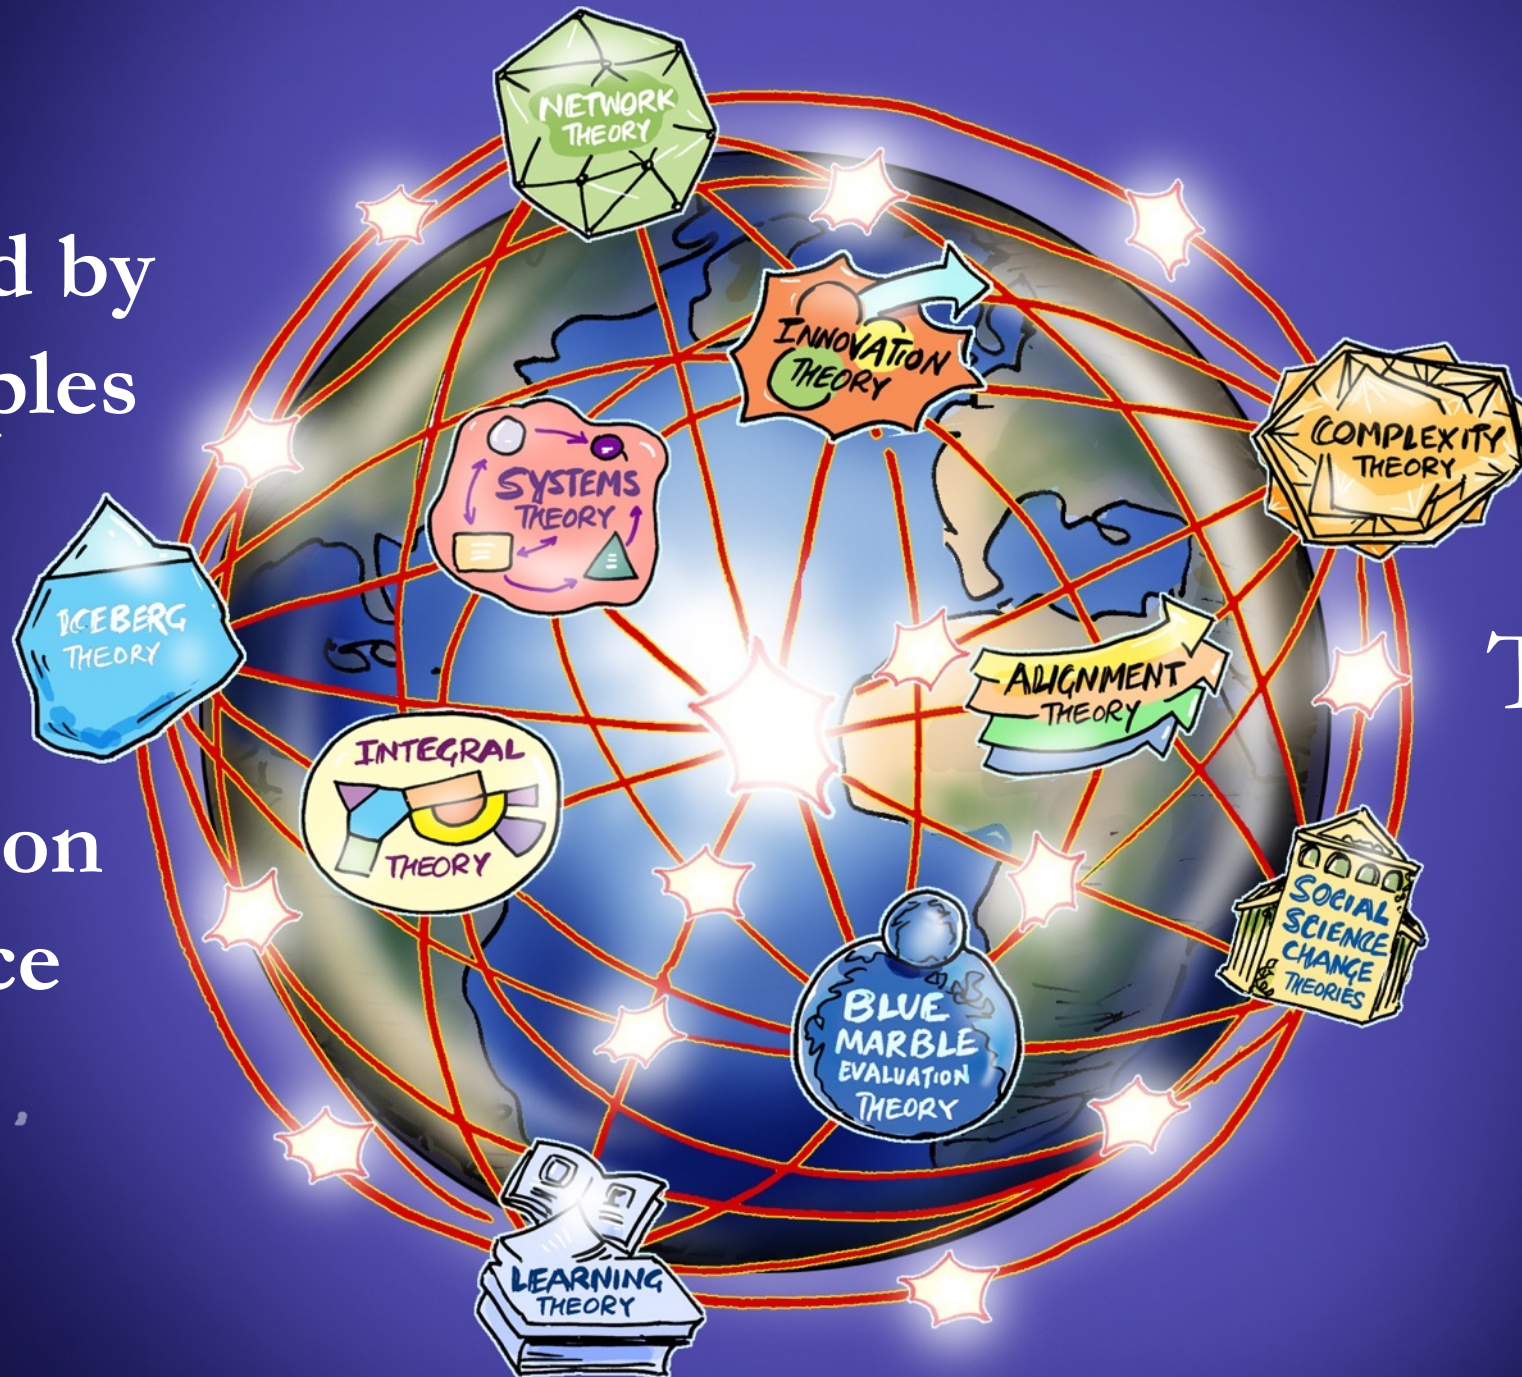 NETWORK
THEORY
d by
ples
INNOVATION
THEORY
COMPLEXITY
THEORY
SYSTEMS
THEORY
ICEBERG
THEORY
T
ALIGNMENT
THEORY
INTEGRAL
THEORY
on
ce
SOCIAL
SCIENCE
CHANGE
THEORIES
BLUE
MARBLE
EVALUATION
THEORY
,
LEARNING
THEORY